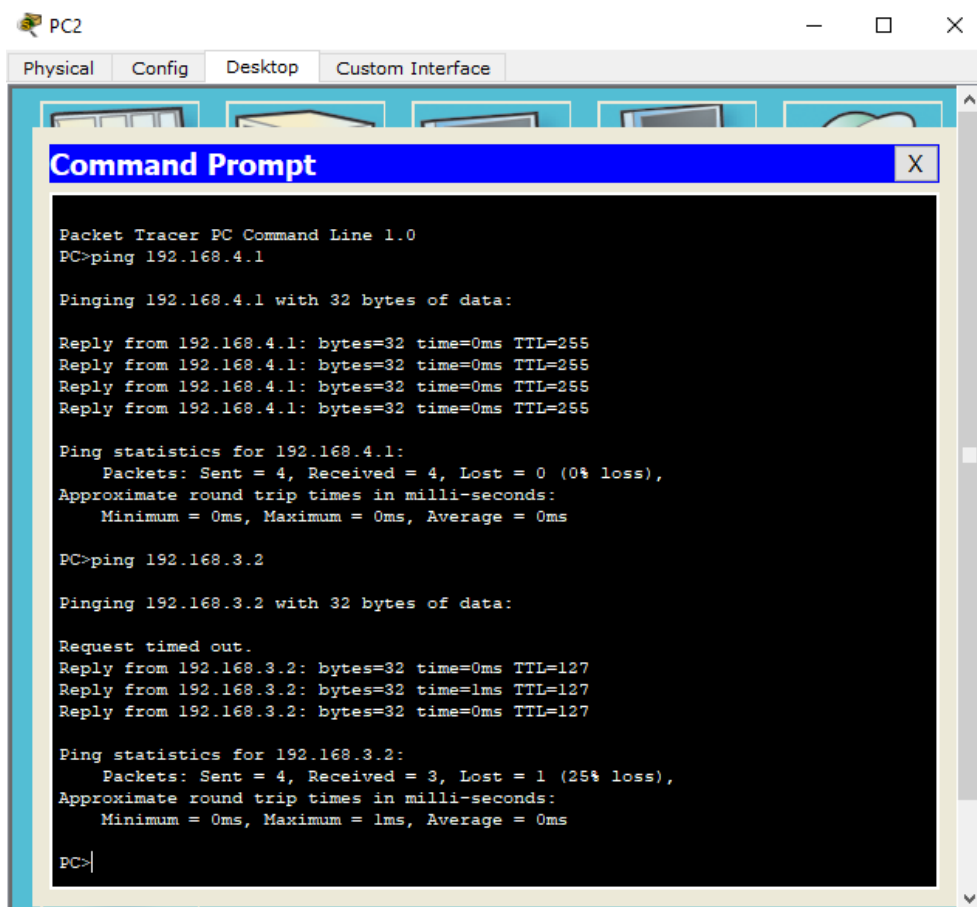 PC2
Physical Config Desktop Custom Interface
Command Prompt X
Packet Tracer PC Command Line 1.0
PC>ping 192.168.4.1
Pinging 192.168.4.1 with 32 bytes of data:
Reply from 192.168.4.1: bytes=32 time=0ms TTL=255
Reply from 192.168.4.1: bytes=32 time=0ms TTL=255
Reply from 192.168.4.1: bytes=32 time=0ms TTL=255
Reply from 192.168.4.1: bytes=32 time=0ms TTL=255
Ping statistics for 192.168.4.1:
    Packets: Sent = 4, Received = 4, Lost = 0 (0% loss),
Approximate round trip times in milli-seconds:
    Minimum = 0ms, Maximum = 0ms, Average = 0ms
PC>ping 192.168.3.2
Pinging 192.168.3.2 with 32 bytes of data:
Request timed out.
Reply from 192.168.3.2: bytes=32 time=0ms TTL=127
Reply from 192.168.3.2: bytes=32 time=1ms TTL=127
Reply from 192.168.3.2: bytes=32 time=0ms TTL=127
Ping statistics for 192.168.3.2:
    Packets: Sent = 4, Received = 3, Lost = 1 (25% loss),
Approximate round trip times in milli-seconds:
    Minimum = 0ms, Maximum = 1ms, Average = 0ms
PC>